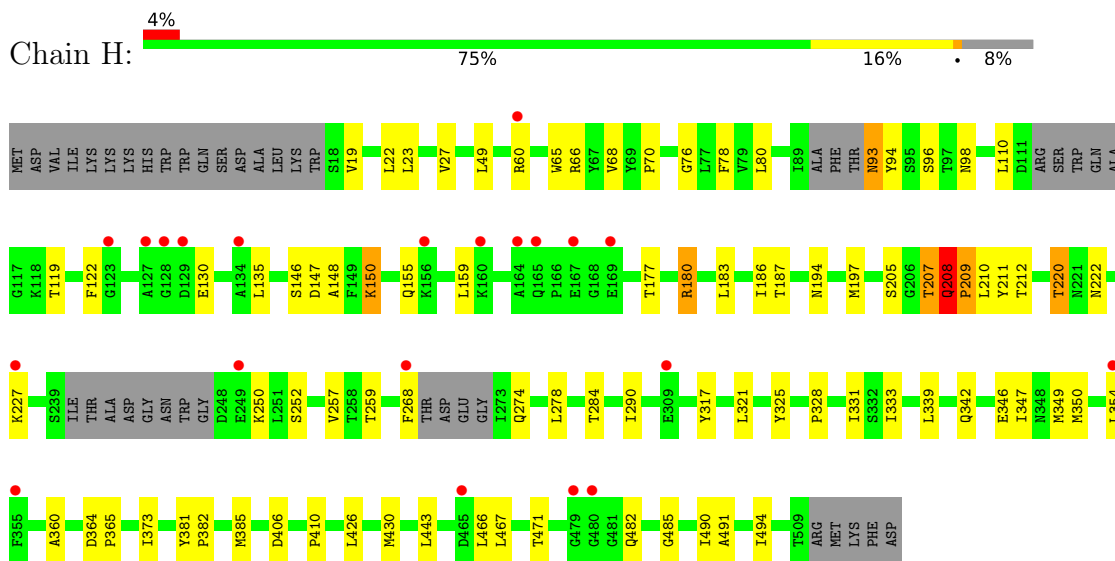 4%
Chain H:
75% 16% • 8%
MET ASP VAL ILE LYS LYS LYS HIS TRP TRP GLN SER ASP ALA LEU LYS TRP S18 V19 L22 L23 V27 L49 R60 W65 R66 Y67 V68 Y69 P70 G76 L77 F78 V79 L80 I89 ALA PHE THR N93 Y94 S95 S96 T97 N98 L110 D111 ARG SER TRP GLN ALA
G117 K118 T119 F122 G123 A127 G128 D129 E130 A134 L135 S146 D147 A148 F149 K150 Q155 K156 L159 K160 A164 Q165 P166 E167 G168 E169 T177 R180 L183 I186 T187 N194 M197 S205 G206 T207 Q208 P209 L210 Y211 T212 T220 N221 N222
K227 S239 ILE THR ALA ASP GLY ASN TRP GLY D248 E249 K250 L251 S252 V257 T258 T259 F268 THR ASP GLU GLY I273 Q274 L278 T284 I290 E309 Y317 L321 Y325 P328 I331 S332 I333 L339 Q342 E346 L347 N348 M349 M350 L354
F355 A360 D364 P365 I373 Y381 P382 M385 D406 P410 L426 M430 L443 D465 L466 L467 T471 G479 G480 G481 Q482 G485 I490 A491 I494 T509 ARG MET LYS PHE ASP